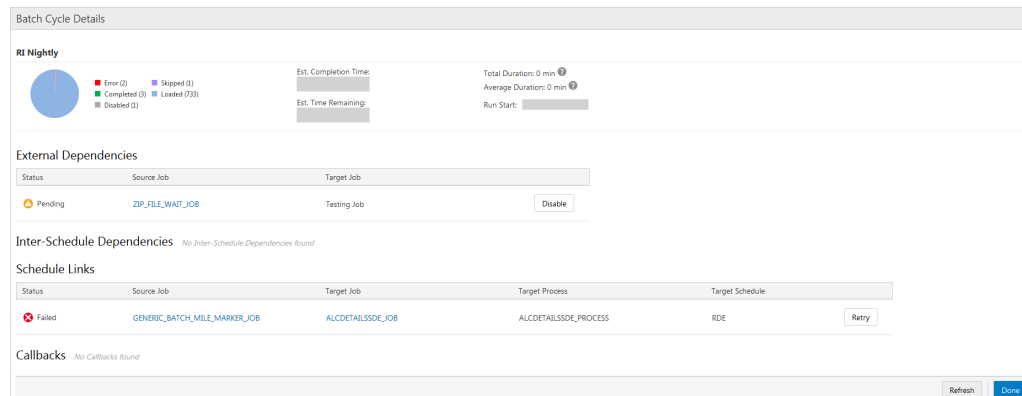 Batch Cycle Details
RI Nightly
Error (2) Skipped (1)
Completed (3) Loaded (733)
Disabled (1)
Est. Completion Time:
Est. Time Remaining:
Total Duration: 0 min ?
Average Duration: 0 min ?
Run Start:
External Dependencies
Status Source Job Target Job
Pending ZIP_FILE_WAIT_JOB Testing Job Disable
Inter-Schedule Dependencies No Inter-Schedule Dependencies found
Schedule Links
Status Source Job Target Job Target Process Target Schedule
Failed GENERIC_BATCH_MILE_MARKER_JOB ALCDETAILSSDE_JOB ALCDETAILSSDE_PROCESS RDE Retry
Callbacks No Callbacks found
Refresh Done